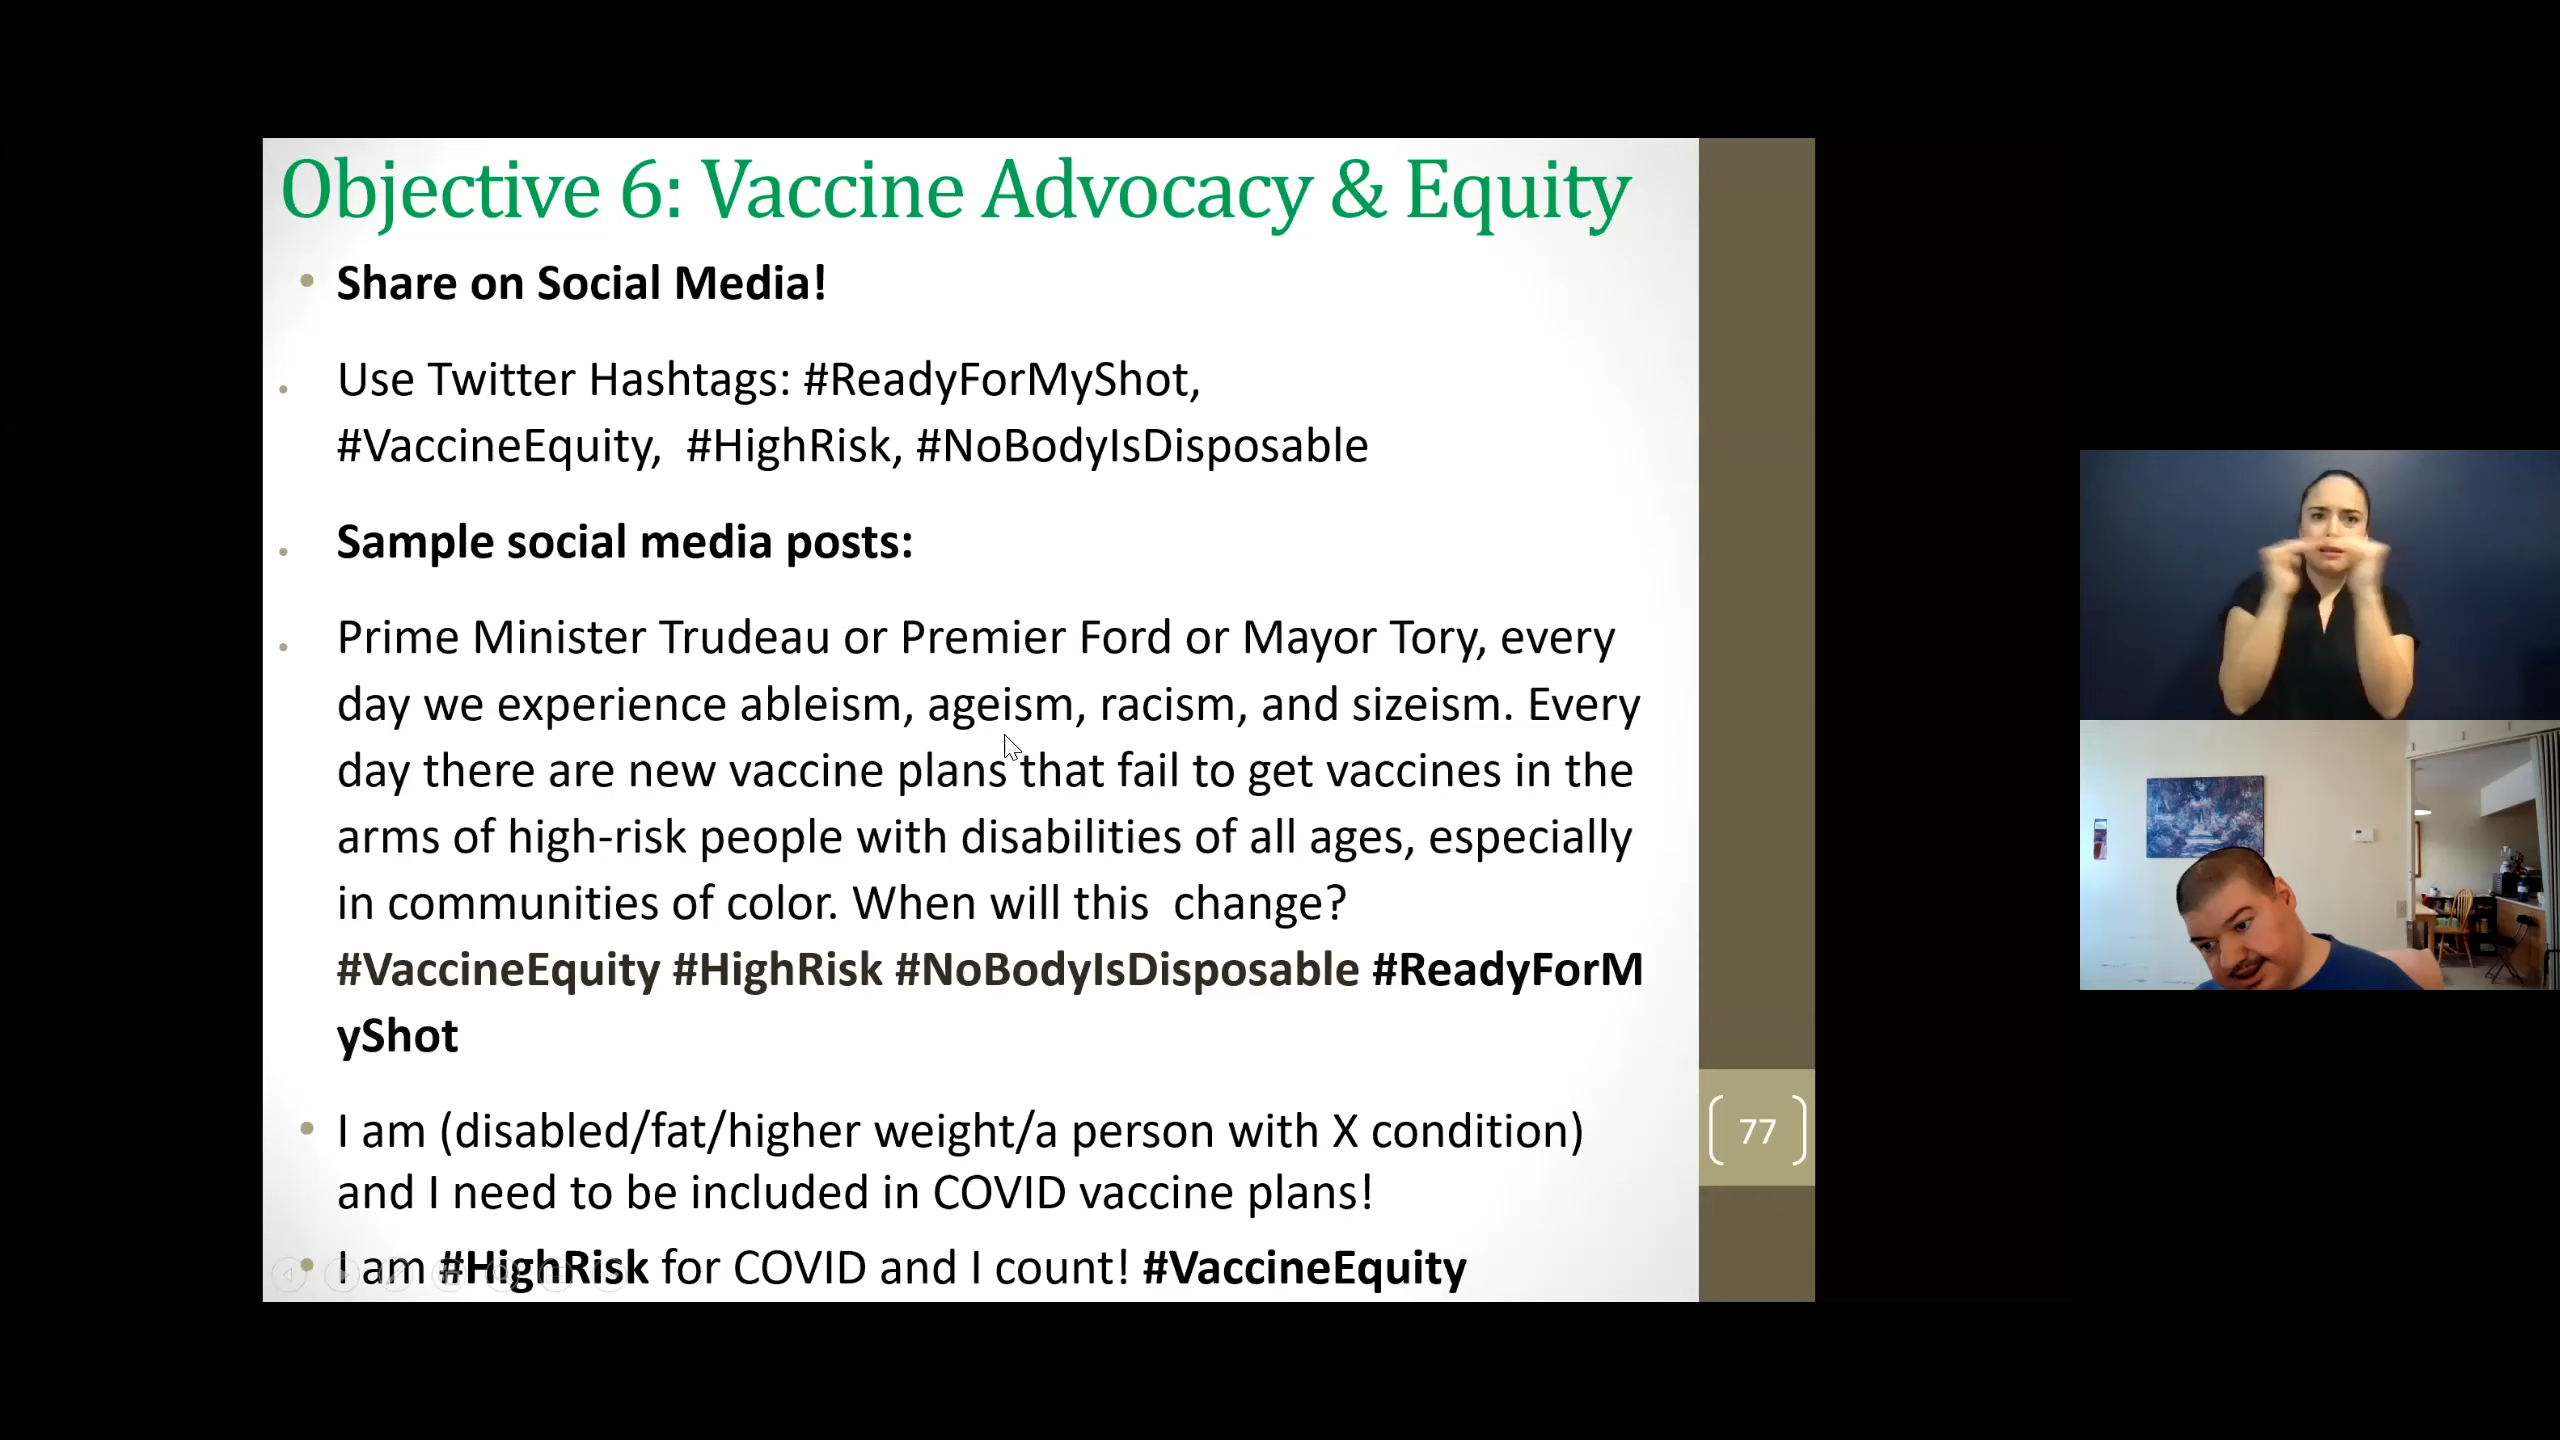 Objective 6: Vaccine Advocacy & Equity
Share on Social Media!
Use Twitter Hashtags: #ReadyForMyShot,
#VaccineEquity,  #HighRisk, #NoBodyIsDisposable
Sample social media posts:
Prime Minister Trudeau or Premier Ford or Mayor Tory, every
day we experience ableism, ageism, racism, and sizeism. Every
day there are new vaccine plans that fail to get vaccines in the
arms of high-risk people with disabilities of all ages, especially
in communities of color. When will this  change?
#VaccineEquity #HighRisk #NoBodyIsDisposable #ReadyForM
yShot
I am (disabled/fat/higher weight/a person with X condition)
and I need to be included in COVID vaccine plans!
I am #HighRisk for COVID and I count! #VaccineEquity
77